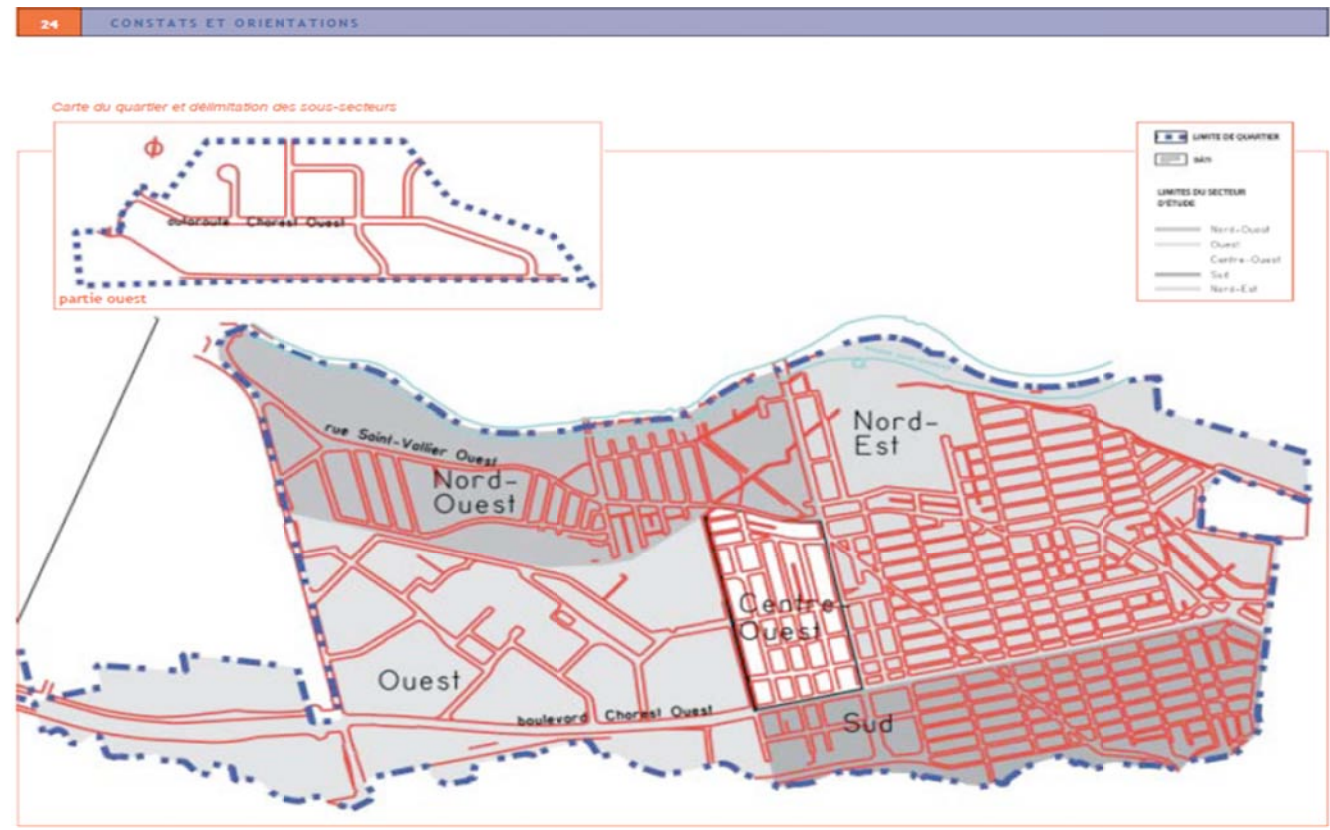 24
CONSTATS ET ORIENTATIONS
Carte du quartier et délimitation des sous-secteurs
autoroute Charest Ouest
partie ouest
LIMITE DE QUARTIER
BÂTI
LIMITES DU SECTEUR
D'ÉTUDE
Nord-Ouest
Ouest
Centre-Ouest
Sud
Nord-Est
rue Saint-Vallier Ouest
Nord-
Ouest
Nord-
Est
Centre-
Ouest
Ouest
boulevard Charest Ouest
Sud